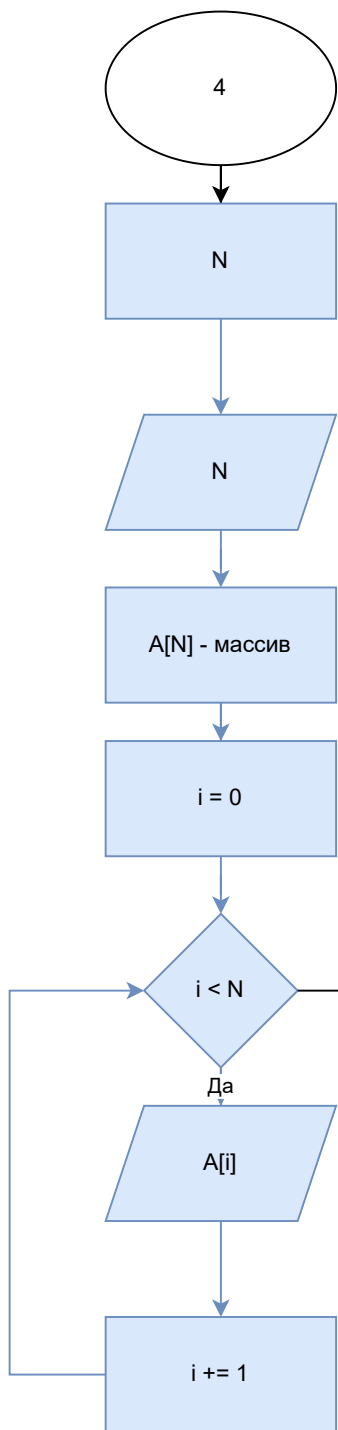 4
N
N
A[N] - массив
i = 0
i < N
Да
A[i]
i += 1